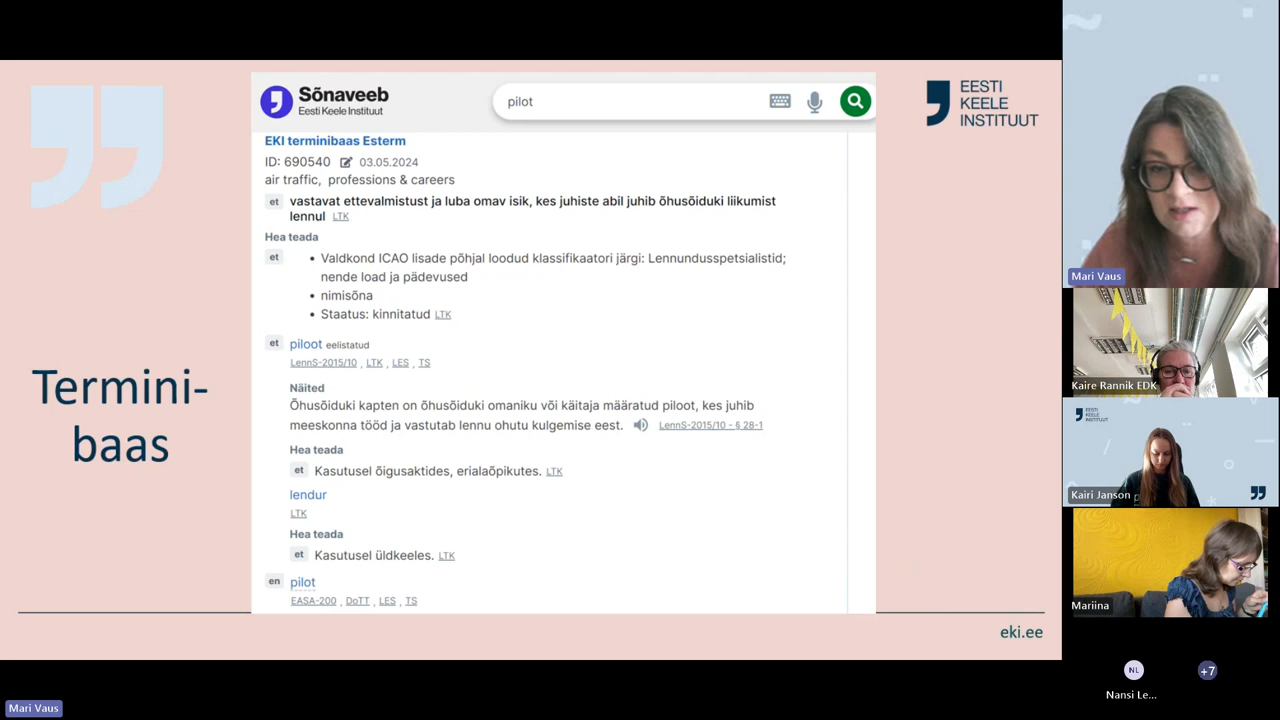 Sõnaveeb
Eesti Keele Instituut
pilot
EESTI
KEELE
INSTITUUT
EKI terminibaas Esterm
ID: 690540 03.05.2024
air traffic, professions & careers
et vastavat ettevalmistust ja luba omav isik, kes juhiste abil juhib õhusõiduki liikumist
lennul LTK
Hea teada
et • Valdkond ICAO lisade põhjal loodud klassifikaatori järgi: Lennundusspetsialistid;
nende load ja pädevused
• nimisõna
• Staatus: kinnitatud LTK
et piloot eelistatud
LennS-2015/10 , LTK , LES , TS
Näited
Õhusõiduki kapten on õhusõiduki omaniku või käitaja määratud piloot, kes juhib
meeskonna tööd ja vastutab lennu ohutu kulgemise eest. LennS-2015/10 - § 28-1
Hea teada
et Kasutusel õigusaktides, erialaõpikutes. LTK
lendur
LTK
Hea teada
et Kasutusel üldkeeles. LTK
en pilot
EASA-200 , DoTT , LES , TS
Termini-
baas
eki.ee
Mari Vaus
Mari Vaus
Kaire Rannik EDK
EESTI
KEELE
INSTITUUT
Kairi Janson
Mariina
NL
+7
Nansi Le...